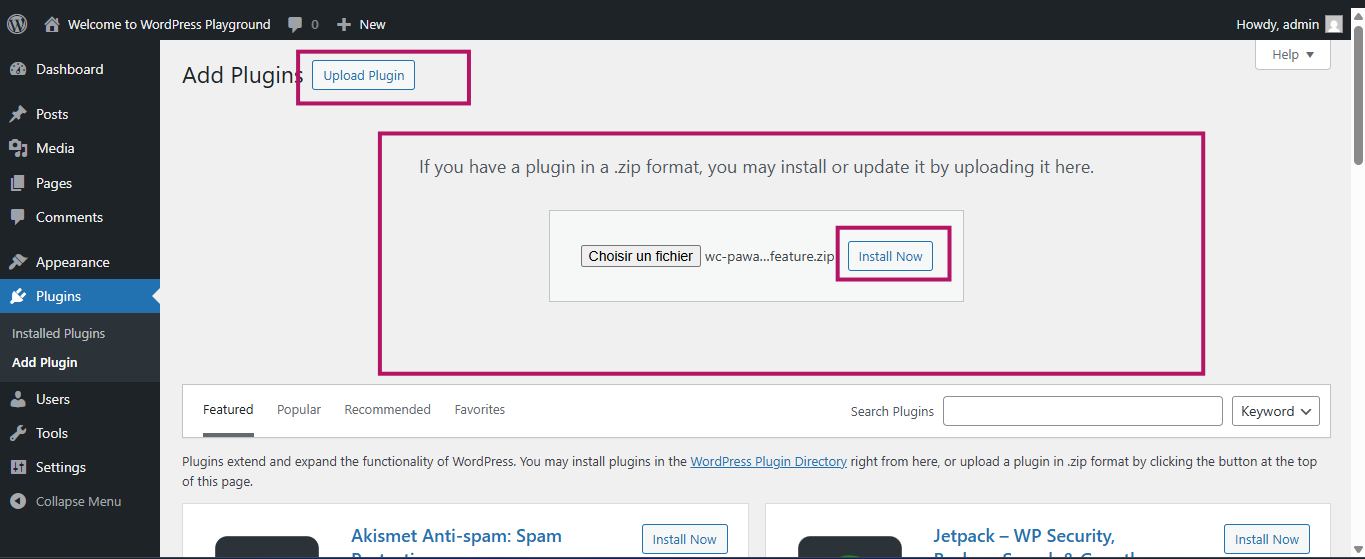 Welcome to WordPress Playground 0 New Howdy, admin
Dashboard
Posts
Media
Pages
Comments
Appearance
Plugins
Installed Plugins
Add Plugin
Users
Tools
Settings
Collapse Menu
Help
Add Plugins Upload Plugin
If you have a plugin in a .zip format, you may install or update it by uploading it here.
Choisir un fichier wc-pawa...feature.zip Install Now
Featured Popular Recommended Favorites Search Plugins Keyword
Plugins extend and expand the functionality of WordPress. You may install plugins in the WordPress Plugin Directory right from here, or upload a plugin in .zip format by clicking the button at the top
of this page.
Akismet Anti-spam: Spam Install Now
Jetpack – WP Security, Install Now